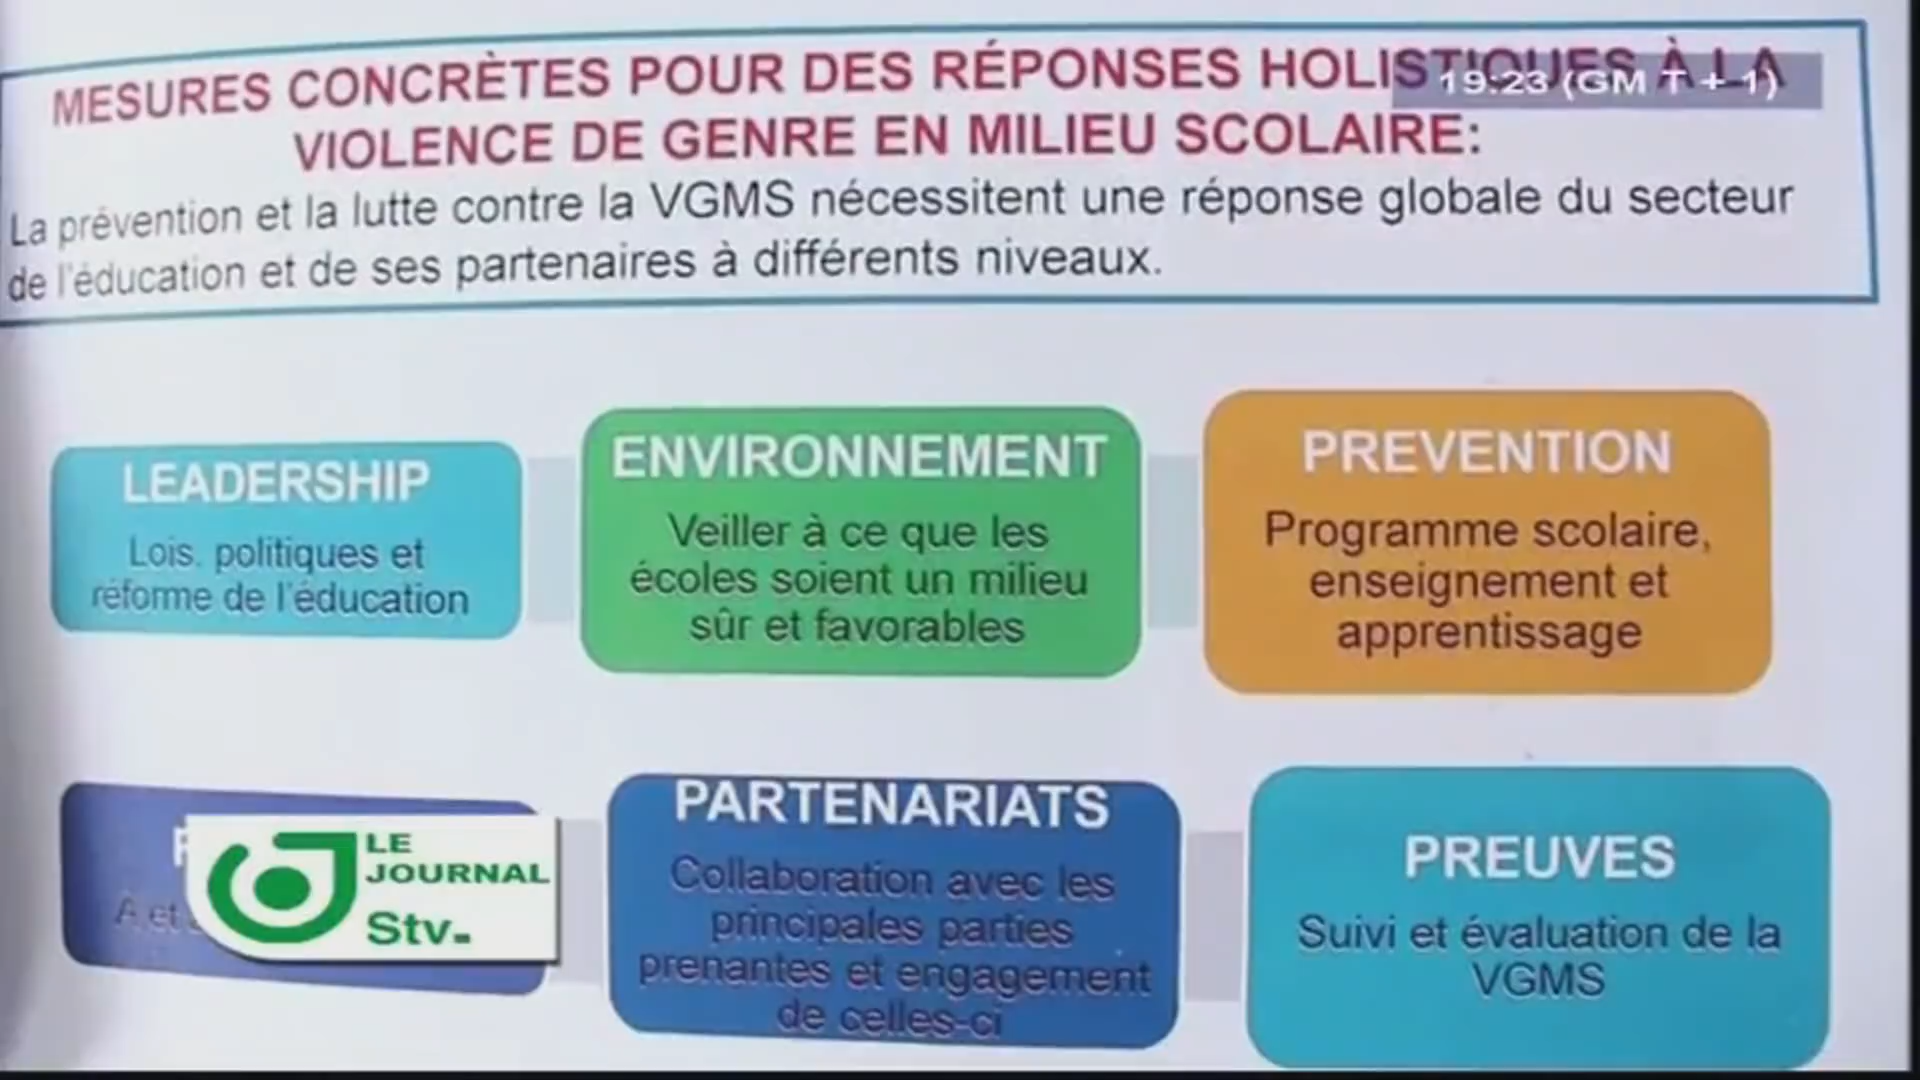 MESURES CONCRÈTES POUR DES RÉPONSES HOLISTIQUES À LA
19:23 (GMT+1)
VIOLENCE DE GENRE EN MILIEU SCOLAIRE:
La prévention et la lutte contre la VGMS nécessitent une réponse globale du secteur
de l'éducation et de ses partenaires à différents niveaux.
LEADERSHIP
Lois, politiques et
réforme de l'éducation
ENVIRONNEMENT
Veiller à ce que les
écoles soient un milieu
sûr et favorables
PREVENTION
Programme scolaire,
enseignement et
apprentissage
A et
LE
JOURNAL
Stv
PARTENARIATS
Collaboration avec les
principales parties
prenantes et engagement
de celles-ci
PREUVES
Suivi et évaluation de la
VGMS